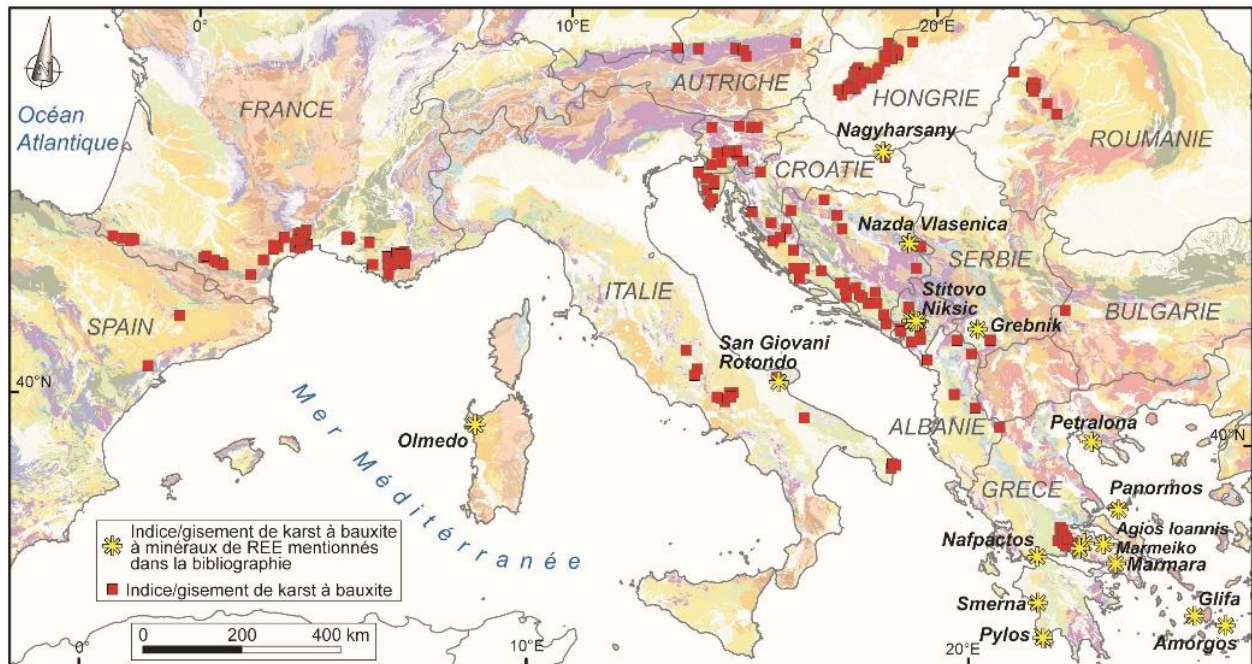 0°
10°E
20°E
N
Océan
Atlantique
FRANCE
AUTRICHE
HONGRIE
ROUMANIE
Nagyharsany
CROATIE
Nazda Vlasenica
SERBIE
ITALIE
Stitovo
Niksic
Grebnik
BULGARIE
SPAIN
San Giovani
Rotondo
40°N
Mer Méditérranée
Olmedo
ALBANIE
Petralona
40°N
GRECE
Panormos
Nafpactos
Agios Ioannis
Marmeiko
Marmara
Smerna
Glifa
Pylos
Amorgos
Indice/gisement de karst à bauxite
à minéraux de REE mentionnés
dans la bibliographie
Indice/gisement de karst à bauxite
0 200 400 km
0°
10°E
20°E